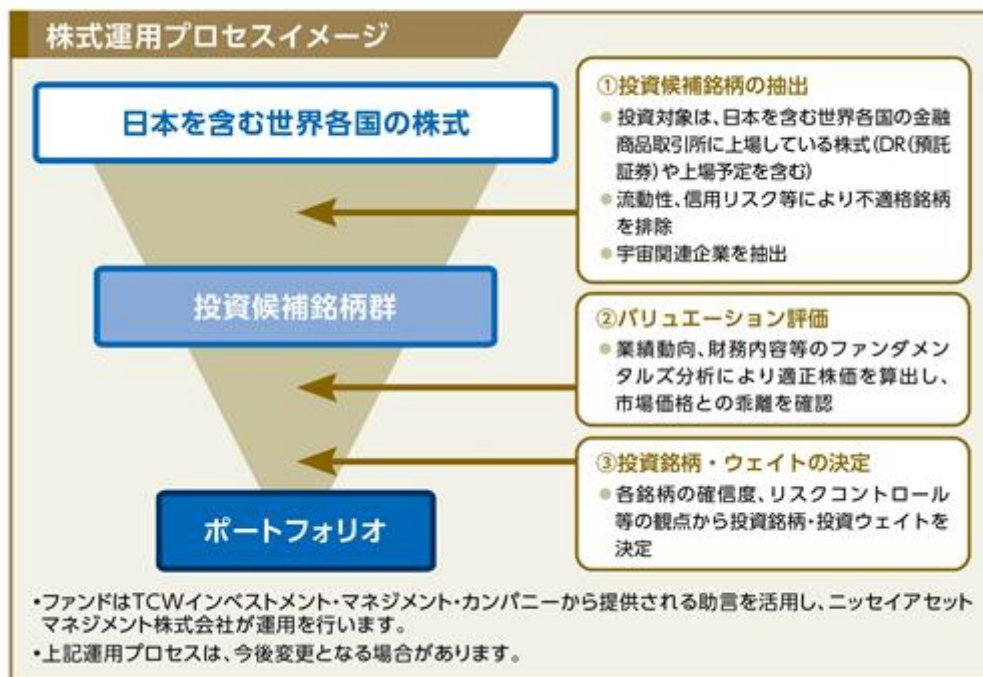 株式運用プロセスイメージ
日本を含む世界各国の株式
①投資候補銘柄の抽出
●投資対象は、日本を含む世界各国の金融
商品取引所に上場している株式(DR(預託
証券)や上場予定を含む)
●流動性、信用リスク等により不適格銘柄
を排除
●宇宙関連企業を抽出
投資候補銘柄群
②バリュエーション評価
●業績動向、財務内容等のファンダメン
タルズ分析により適正株価を算出し、
市場価格との乖離を確認
③投資銘柄・ウェイトの決定
●各銘柄の確信度、リスクコントロール
等の観点から投資銘柄・投資ウェイトを
決定
ポートフォリオ
・ファンドはTCWインベストメント・マネジメント・カンパニーから提供される助言を活用し、ニッセイアセット
マネジメント株式会社が運用を行います。
・上記運用プロセスは、今後変更となる場合があります。